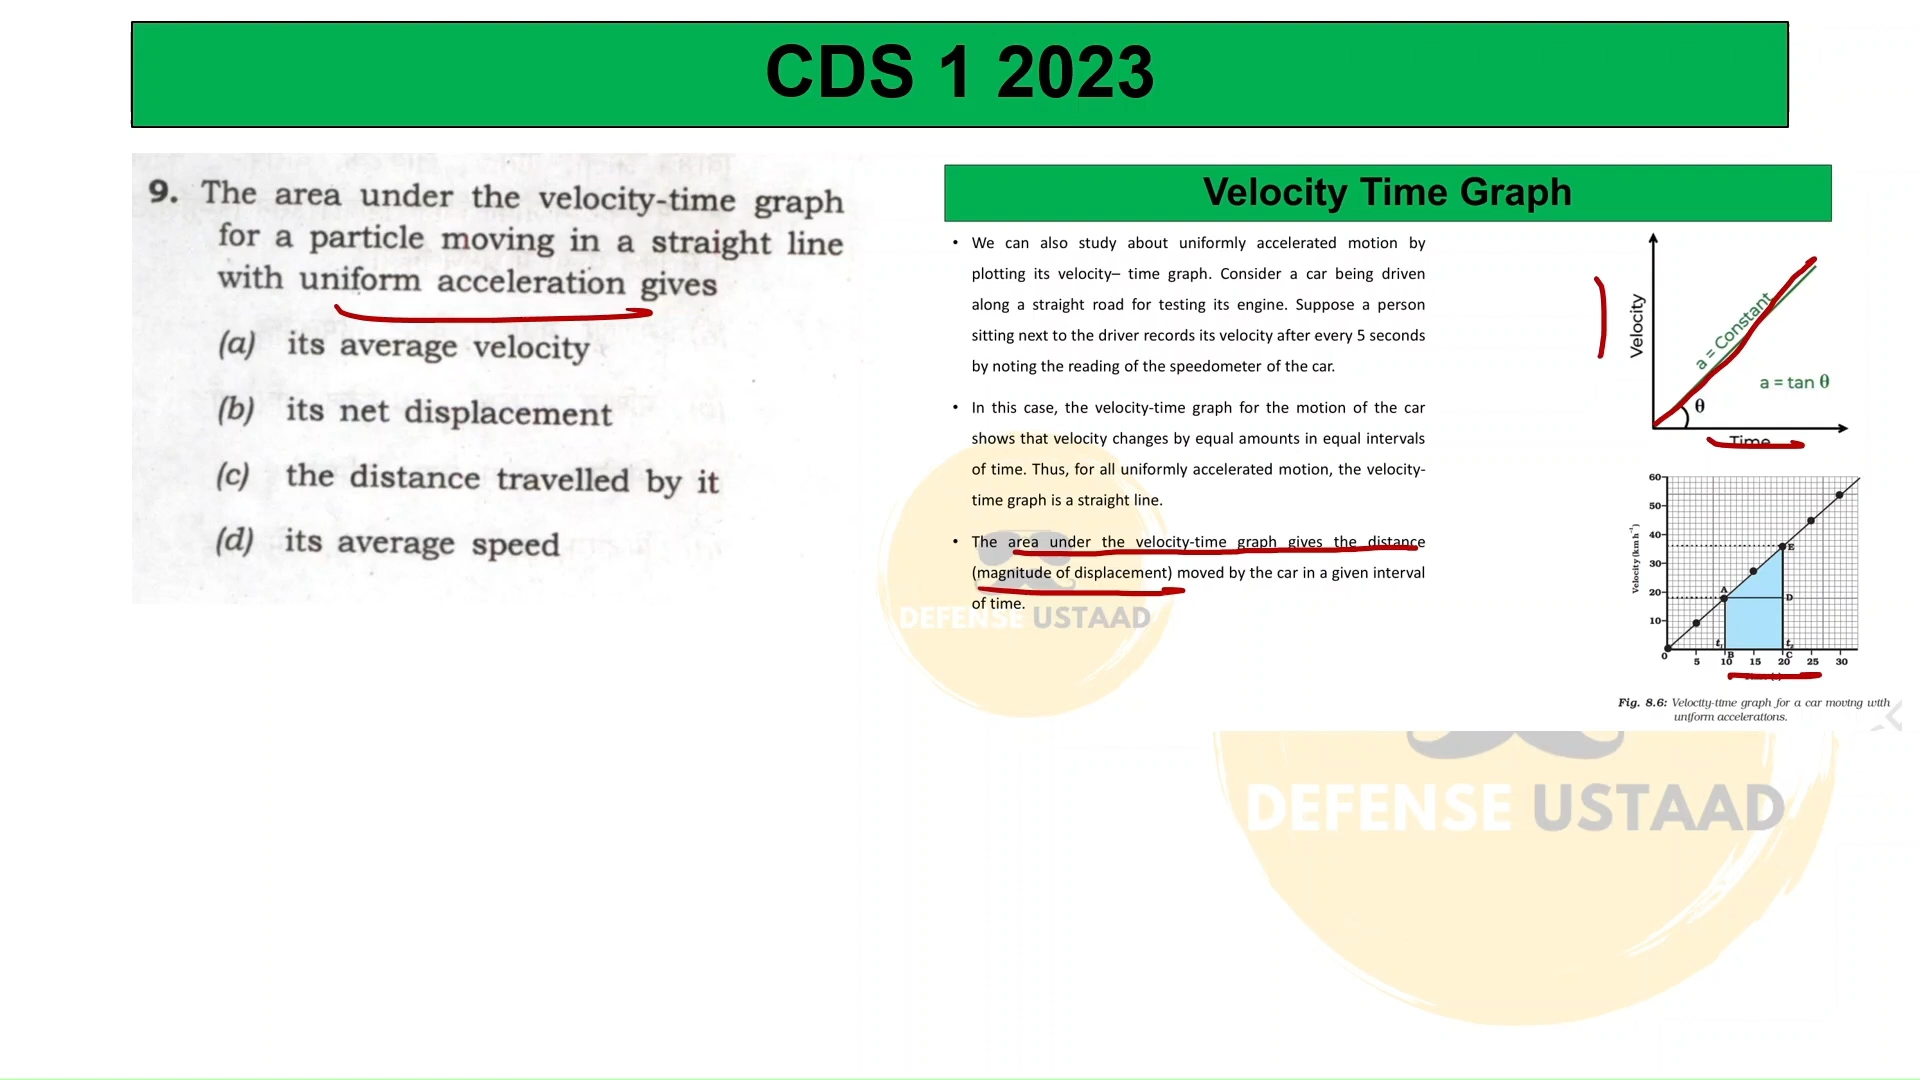 CDS 1 2023
9. The area under the velocity-time graph
for a particle moving in a straight line
with uniform acceleration gives
(a) its average velocity
(b) its net displacement
(c) the distance travelled by it
(d) its average speed
Velocity Time Graph
• We can also study about uniformly accelerated motion by
plotting its velocity– time graph. Consider a car being driven
along a straight road for testing its engine. Suppose a person
sitting next to the driver records its velocity after every 5 seconds
by noting the reading of the speedometer of the car.
• In this case, the velocity-time graph for the motion of the car
shows that velocity changes by equal amounts in equal intervals
of time. Thus, for all uniformly accelerated motion, the velocity-
time graph is a straight line.
• The area under the velocity-time graph gives the distance
(magnitude of displacement) moved by the car in a given interval
of time.
DEFENSE USTAAD
Velocity
a = Constant
a = tan θ
θ
Time
Velocity (km h⁻¹)
60
50
40
30
20
10
0
5
10
15
20
25
30
A
E
D
t₁
B
t₂
C
Fig. 8.6: Velocity-time graph for a car moving with
uniform accelerations.
DEFENSE USTAAD